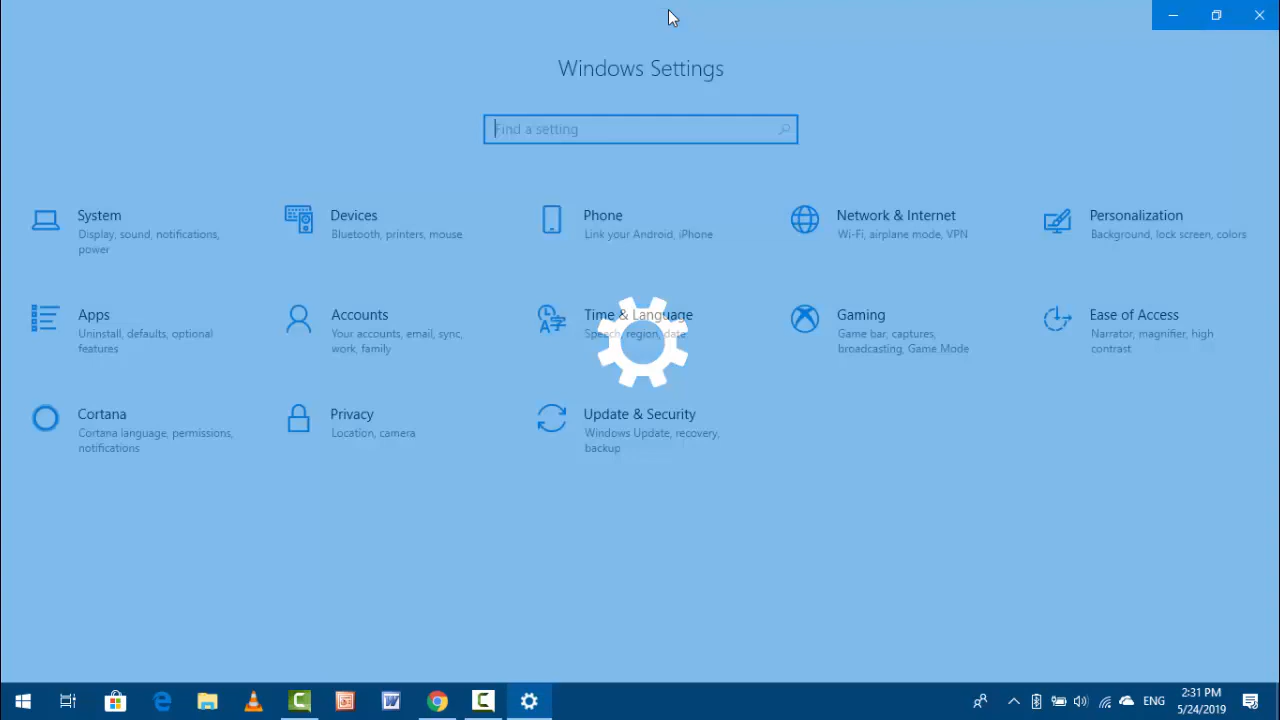 Windows Settings
Find a setting
System
Display, sound, notifications,
power
Devices
Bluetooth, printers, mouse
Phone
Link your Android, iPhone
Network & Internet
Wi-Fi, airplane mode, VPN
Personalization
Background, lock screen, colors
Apps
Uninstall, defaults, optional
features
Accounts
Your accounts, email, sync,
work, family
Time & Language
Speech, region, date
Gaming
Game bar, captures,
broadcasting, Game Mode
Ease of Access
Narrator, magnifier, high
contrast
Cortana
Cortana language, permissions,
notifications
Privacy
Location, camera
Update & Security
Windows Update, recovery,
backup
ENG
2:31 PM
5/24/2019